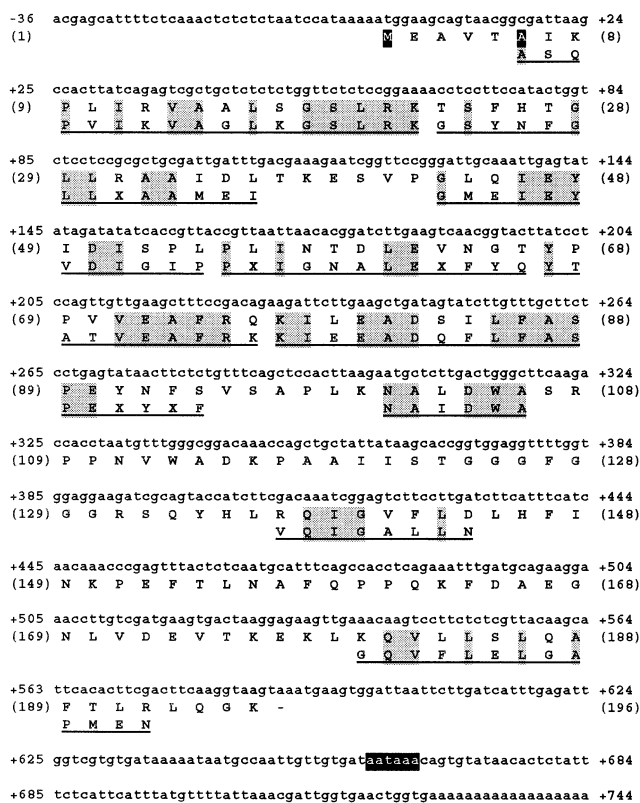 -36 acgagcattttctcaaactctctctaatccataaaaatggaagcagtaacggcgattaag +24
(1) M E A V T A I K (8)
A S Q
+25 ccacttatcagagtcgctgctctctctctggttctctccggaaaacctccttccatactggt +84
(9) P L I R V A A L S G S L R K T S F H T G (28)
P V I K V A G L K G S L R K G S Y N F G
+85 ctcctccgcgctgcgattgatttgacgaaagaatcggttccgggattgcaaattgagtat +144
(29) L L R A A I D L T K E S V P G L Q I E Y (48)
L L X A A M E I G M E I E Y
+145 atagatatatcaccgttaccgttaattaacacggatcttgaagtcaacggtacttatcct +204
(49) I D I S P L P L I N T D L E V N G T Y P (68)
V D I G I P P X I G N A L E X F Y Q Y T
+205 ccagttgttgaagctttccgacagaagattcttgaagctgatagtatcttgtttgcttct +264
(69) P V V E A F R Q K I L E A D S I L F A S (88)
A T V E A F R K K I E E A D Q F L F A S
+265 cctgagtataacttctctgtttcagctccacttaagaatgctcttgactgggcttcaaga +324
(89) P E Y N F S V S A P L K N A L D W A S R (108)
P E X Y X F N A I D W A
+325 ccacctaatgtttgggcggacaaaccagctgctattataagcaccggtggaggttttggt +384
(109) P P N V W A D K P A A I I S T G G G F G (128)
+385 ggaggaagatcgcagtaccatcttcgacaaatcggagtcttccttgatcttcatttcatc +444
(129) G G R S Q Y H L R Q I G V F L D L H F I (148)
V Q I G A L L N
+445 aacaaacccgagtttactctcaatgcatttcagccacctcagaaatttgatgcagaagga +504
(149) N K P E F T L N A F Q P P Q K F D A E G (168)
+505 aaccttgtcgatgaagtgactaaggagaagttgaaacaagtccttctctcgttacaagca +564
(169) N L V D E V T K E K L K Q V L L S L Q A (188)
G Q V F L E L G A
+563 ttcacacttcgacttcaaggtaagtaaatgaagtggattaattcttgatcatttgagatt +624
(189) F T L R L Q G K - (196)
P M E N
+625 ggtcgtgtgataaaaataatgccaattgttgtgataataaacagtgtataacactctatt +684
+685 tctcattcatttatgttttattaaacgattggtgaactggtgaaaaaaaaaaaaaaaaaa +744